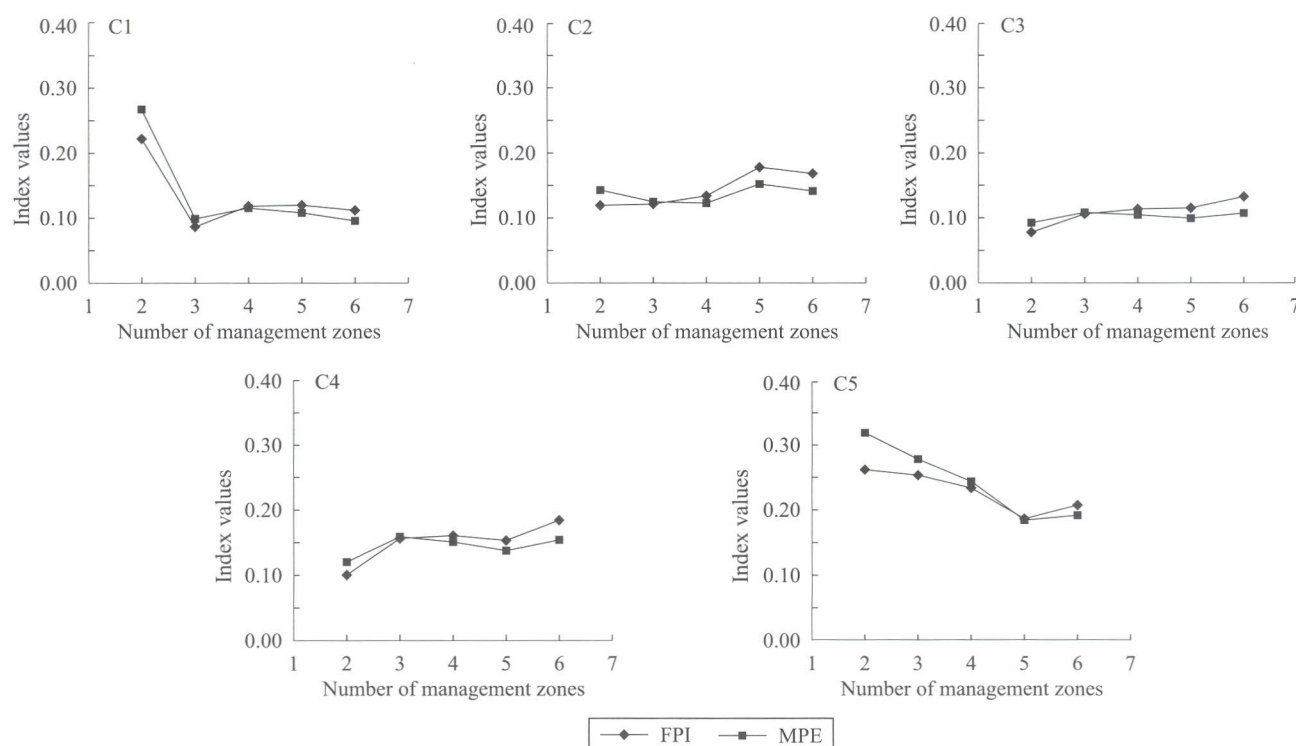 C1
0.40
0.30
0.20
0.10
0.00
Index values
1 2 3 4 5 6 7
Number of management zones
C2
0.40
0.30
0.20
0.10
0.00
Index values
1 2 3 4 5 6 7
Number of management zones
C3
0.40
0.30
0.20
0.10
0.00
Index values
1 2 3 4 5 6 7
Number of management zones
C4
0.40
0.30
0.20
0.10
0.00
Index values
1 2 3 4 5 6 7
Number of management zones
C5
0.40
0.30
0.20
0.10
0.00
Index values
1 2 3 4 5 6 7
Number of management zones
FPI MPE